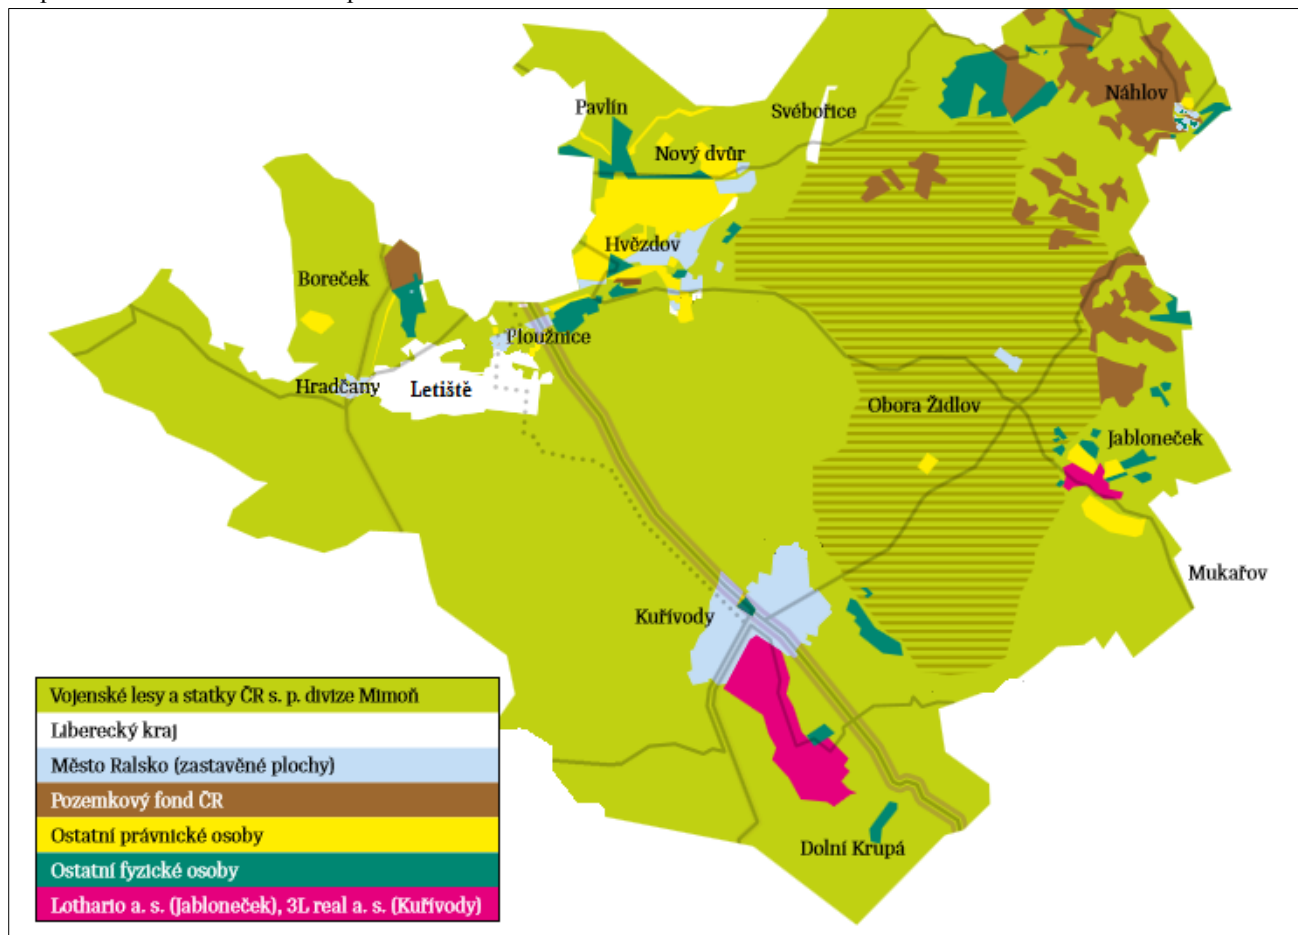 Pavlín
Svébořice
Náhlov
Nový dvůr
Hvězdov
Boreček
Ploužnice
Hradčany
Letiště
Obora Židlov
Jabloneček
Mukařov
Kuřívody
Dolní Krupá
Vojenské lesy a statky ČR s. p. divize Mimoň
Liberecký kraj
Město Ralsko (zastavěné plochy)
Pozemkový fond ČR
Ostatní právnické osoby
Ostatní fyzické osoby
Lothario a. s. (Jabloneček), 3L real a. s. (Kuřívody)